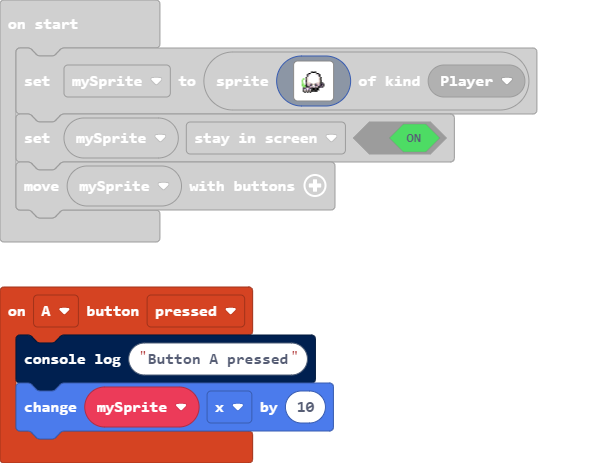 on start
set mySprite to sprite of kind Player
set mySprite stay in screen ON
move mySprite with buttons
on A button pressed
console log "Button A pressed"
change mySprite x by 10